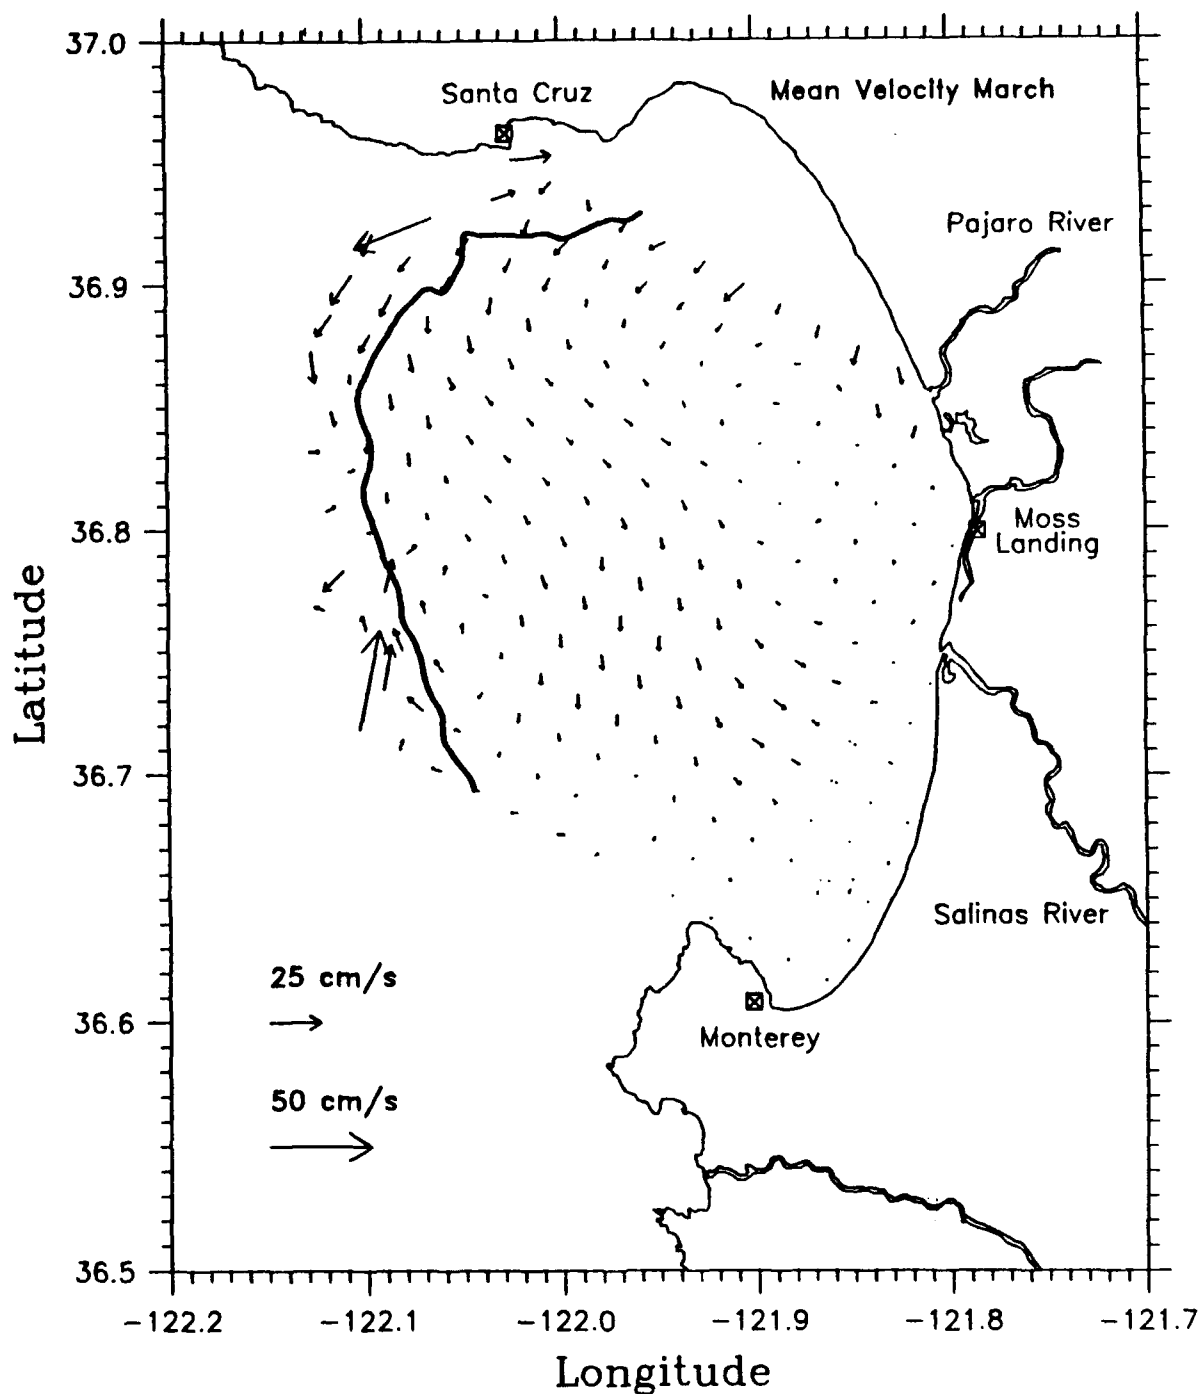 37.0
Santa Cruz
Mean Velocity March
Pajaro River
36.9
36.8
Moss
Landing
Latitude
36.7
Salinas River
25 cm/s
36.6
Monterey
50 cm/s
36.5
-122.2
-122.1
-122.0
-121.9
-121.8
-121.7
Longitude